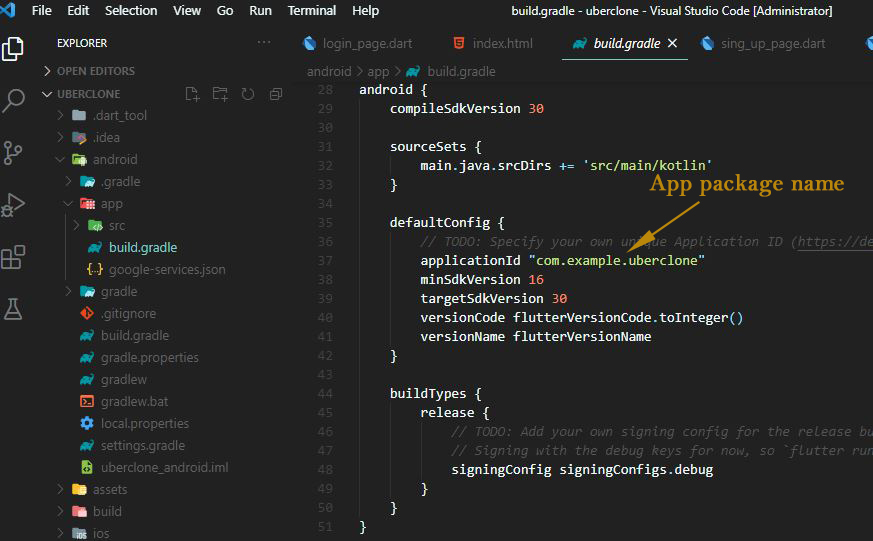 File Edit Selection View Go Run Terminal Help build.gradle - uberclone - Visual Studio Code [Administrator]
EXPLORER ···
OPEN EDITORS
UBERCLONE
.dart_tool
.idea
android
.gradle
app
src
build.gradle
google-services.json
gradle
.gitignore
build.gradle
gradle.properties
gradlew
gradlew.bat
local.properties
settings.gradle
uberclone_android.iml
assets
build
ios
login_page.dart index.html build.gradle sing_up_page.dart
android > app > build.gradle
28 android {
29 compileSdkVersion 30
30
31 sourceSets {
32 main.java.srcDirs += 'src/main/kotlin'
33 }
App package name
34
35 defaultConfig {
36 // TODO: Specify your own unique Application ID (https://de
37 applicationId "com.example.uberclone"
38 minSdkVersion 16
39 targetSdkVersion 30
40 versionCode flutterVersionCode.toInteger()
41 versionName flutterVersionName
42 }
43
44 buildTypes {
45 release {
46 // TODO: Add your own signing config for the release bu
47 // Signing with the debug keys for now, so `flutter run
48 signingConfig signingConfigs.debug
49 }
50 }
51 }